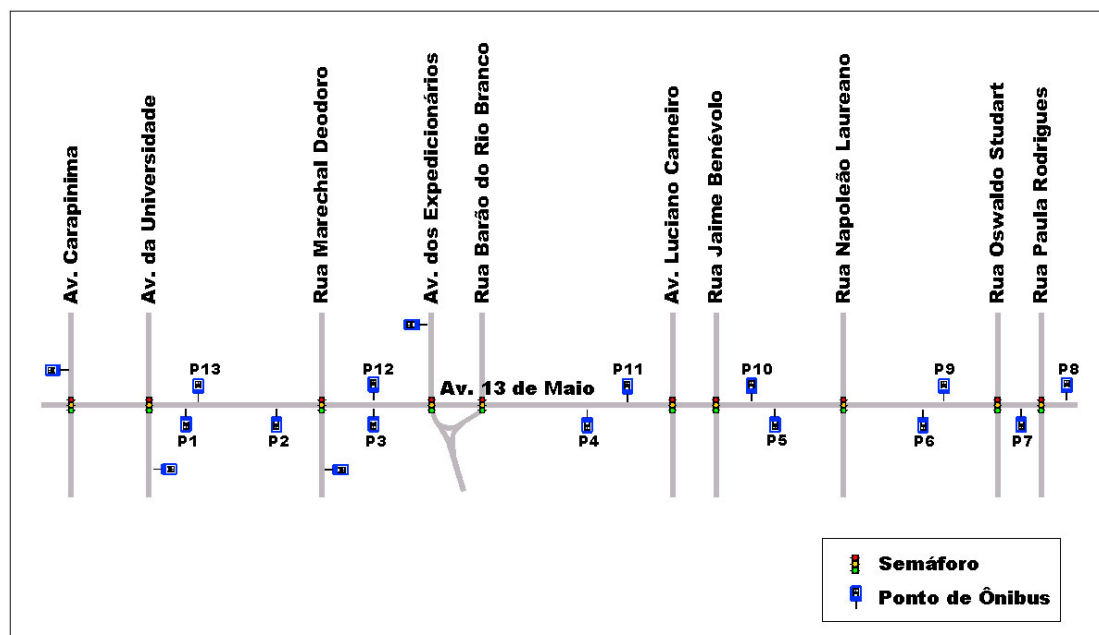 Av. Carapinima
Av. da Universidade
Rua Marechal Deodoro
Av. dos Expedicionários
Rua Barão do Rio Branco
Av. Luciano Carneiro
Rua Jaime Benévolo
Rua Napoleão Laureano
Rua Oswaldo Studart
Rua Paula Rodrigues
P13
P12
Av. 13 de Maio
P11
P10
P9
P8
P1
P2
P3
P4
P5
P6
P7
Semáforo
Ponto de Ônibus